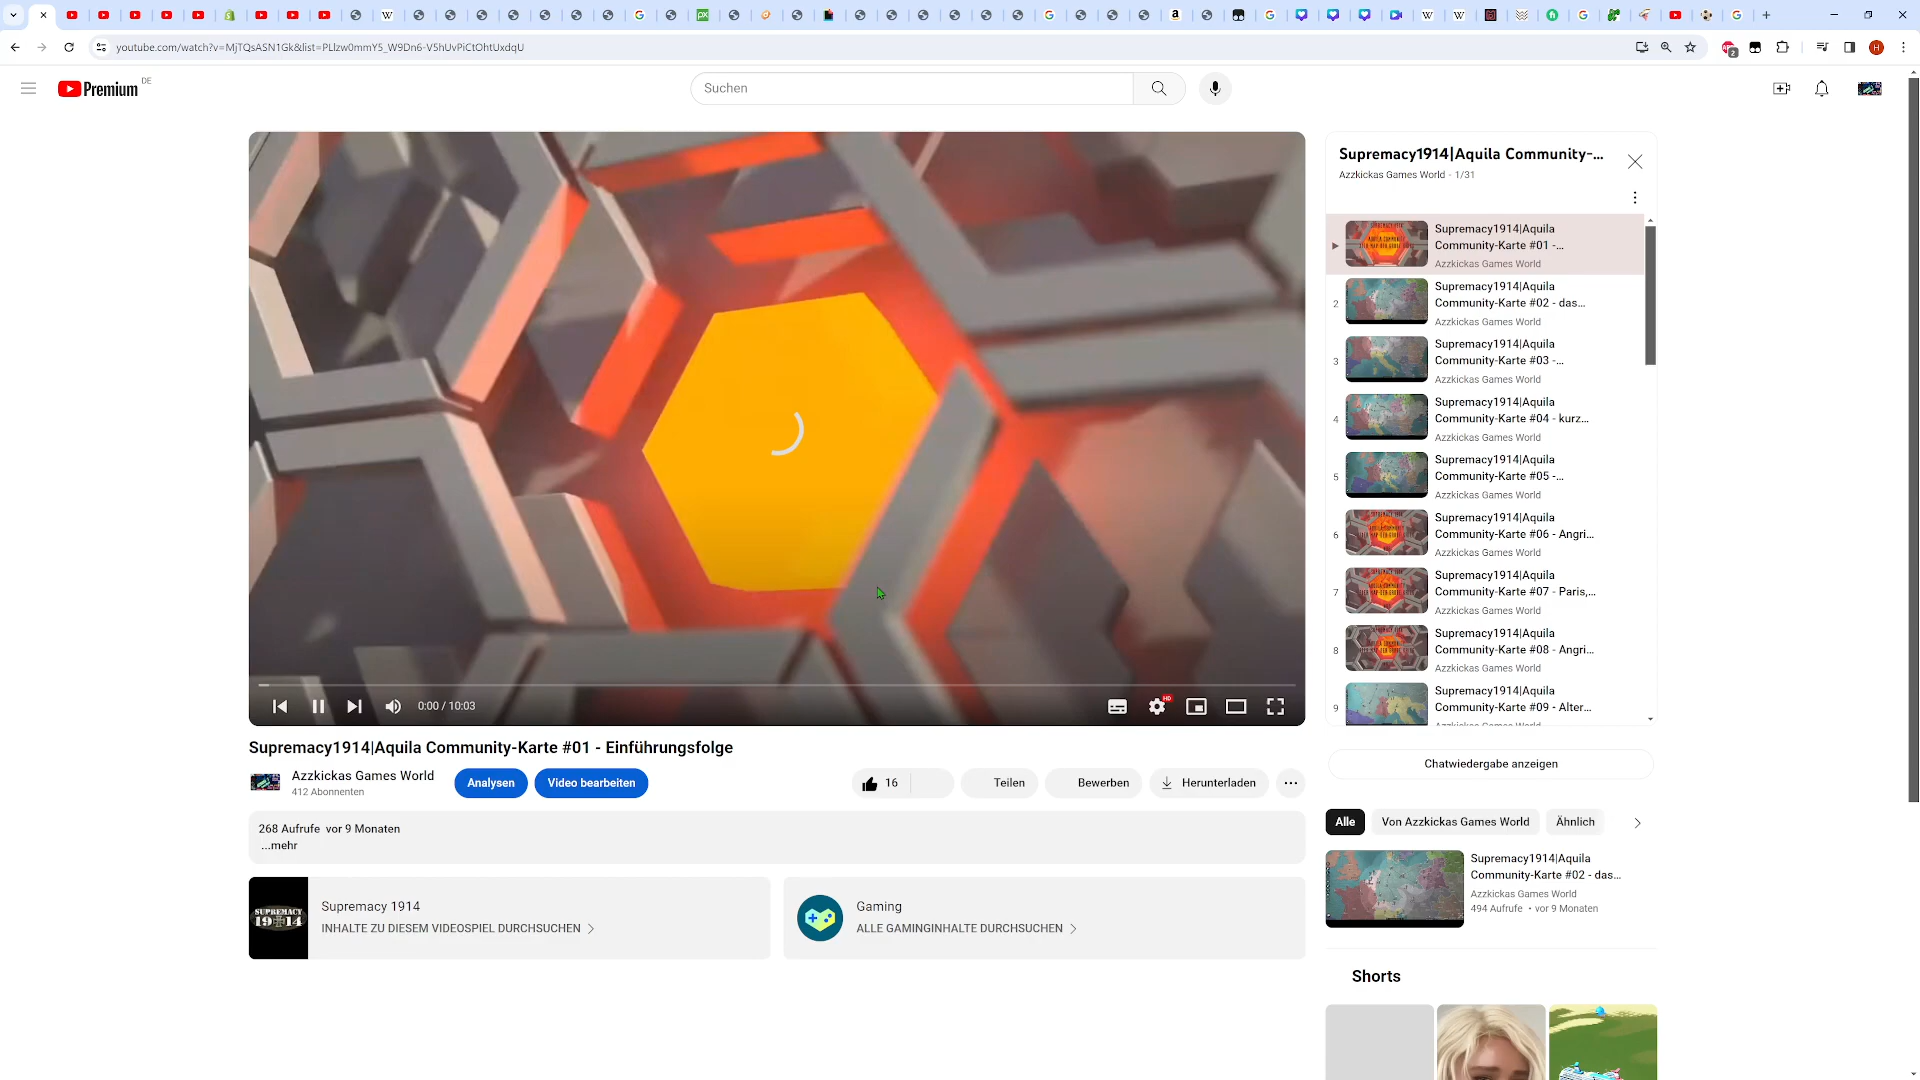 youtube.com/watch?v=MjTQsASN1Gk&list=PLIzw0mmY5_W9Dn6-V5hUvPiCtOhtUxdqU
2
H
Premium
DE
Suchen
Supremacy1914|Aquila Community-...
Azzkickas Games World - 1/31
Supremacy1914|Aquila
Community-Karte #01 -...
Azzkickas Games World
2
Supremacy1914|Aquila
Community-Karte #02 - das...
Azzkickas Games World
3
Supremacy1914|Aquila
Community-Karte #03 -...
Azzkickas Games World
4
Supremacy1914|Aquila
Community-Karte #04 - kurz...
Azzkickas Games World
5
Supremacy1914|Aquila
Community-Karte #05 -...
Azzkickas Games World
6
Supremacy1914|Aquila
Community-Karte #06 - Angri...
Azzkickas Games World
7
Supremacy1914|Aquila
Community-Karte #07 - Paris,...
Azzkickas Games World
8
Supremacy1914|Aquila
Community-Karte #08 - Angri...
Azzkickas Games World
9
Supremacy1914|Aquila
Community-Karte #09 - Alter...
Azzkickas Games World
0:00 / 10:03
HD
Supremacy1914|Aquila Community-Karte #01 - Einführungsfolge
Azzkickas Games World
412 Abonnenten
Analysen
Video bearbeiten
16
Teilen
Bewerben
Herunterladen
268 Aufrufe vor 9 Monaten
...mehr
SUPREMACY
1914
Supremacy 1914
INHALTE ZU DIESEM VIDEOSPIEL DURCHSUCHEN
Gaming
ALLE GAMINGINHALTE DURCHSUCHEN
Chatwiedergabe anzeigen
Alle
Von Azzkickas Games World
Ähnlich
Supremacy1914|Aquila
Community-Karte #02 - das...
Azzkickas Games World
494 Aufrufe • vor 9 Monaten
Shorts